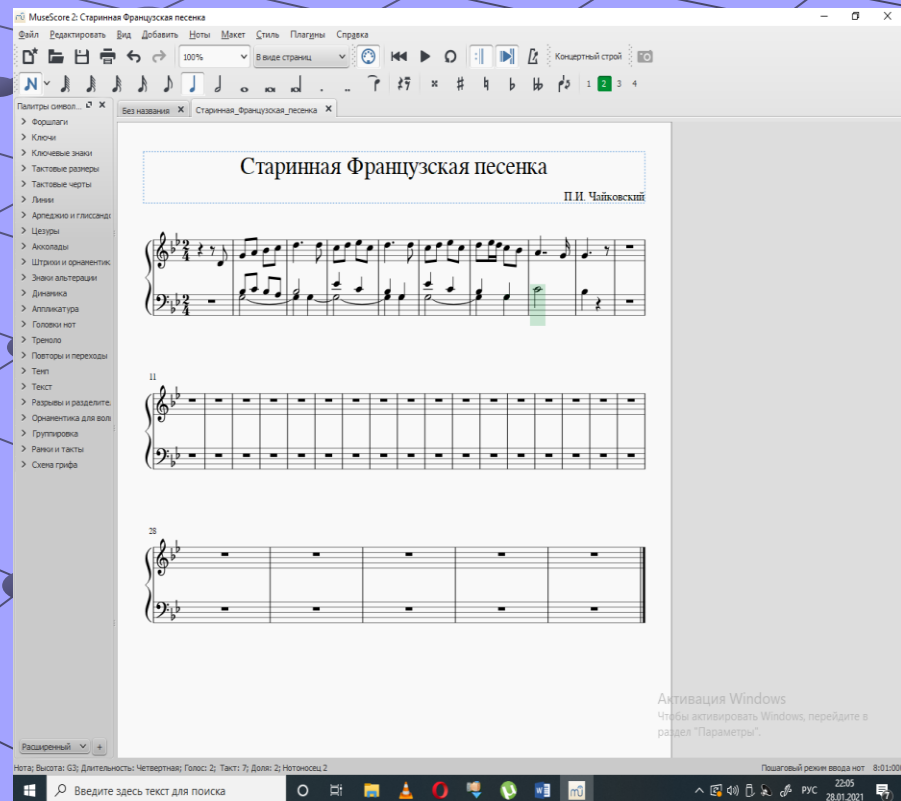 MuseScore 2: Старинная Французская песенка
Файл Редактировать Вид Добавить Ноты Макет Стиль Плагины Справка
100% В виде страниц Концертный строй
1 2 3 4
Палитры символ...
Без названия X Старинная_Французская_песенка X
Форшлаги
Ключи
Ключевые знаки
Тактовые размеры
Тактовые черты
Линии
Арпеджио и глиссандо
Цезуры
Акколады
Штрихи и орнаментик
Знаки альтерации
Динамика
Аппликатура
Головки нот
Тремоло
Повторы и переходы
Темп
Текст
Разрывы и разделите.
Орнаментика для вол
Группировка
Рамки и такты
Схема грифа
Старинная Французская песенка
П.И. Чайковский
11
28
Активация Windows
Чтобы активировать Windows, перейдите в
раздел "Параметры".
Расширенный
Нота; Высота: G3; Длительность: Четвертная; Голос: 2; Такт: 7; Доля: 2; Нотоносец 2
Пошаговый режим ввода нот 8:01:000
Введите здесь текст для поиска
РУС
22:05
28.01.2021